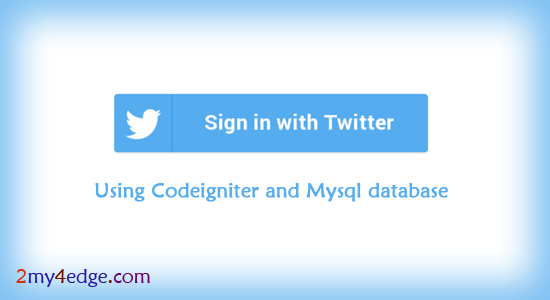 Sign in with Twitter
Using Codeigniter and Mysql database
2my4edge.com